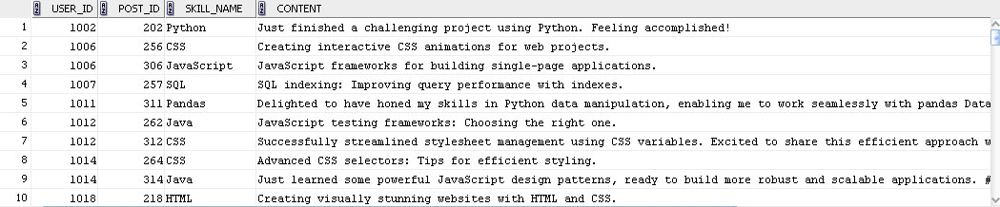 USER_ID POST_ID SKILL_NAME CONTENT
1 1002 202 Python Just finished a challenging project using Python. Feeling accomplished!
2 1006 256 CSS Creating interactive CSS animations for web projects.
3 1006 306 JavaScript JavaScript frameworks for building single-page applications.
4 1007 257 SQL SQL indexing: Improving query performance with indexes.
5 1011 311 Pandas Delighted to have honed my skills in Python data manipulation, enabling me to work seamlessly with pandas Data
6 1012 262 Java JavaScript testing frameworks: Choosing the right one.
7 1012 312 CSS Successfully streamlined stylesheet management using CSS variables. Excited to share this efficient approach w
8 1014 264 CSS Advanced CSS selectors: Tips for efficient styling.
9 1014 314 Java Just learned some powerful JavaScript design patterns, ready to build more robust and scalable applications. #
10 1018 218 HTML Creating visually stunning websites with HTML and CSS.